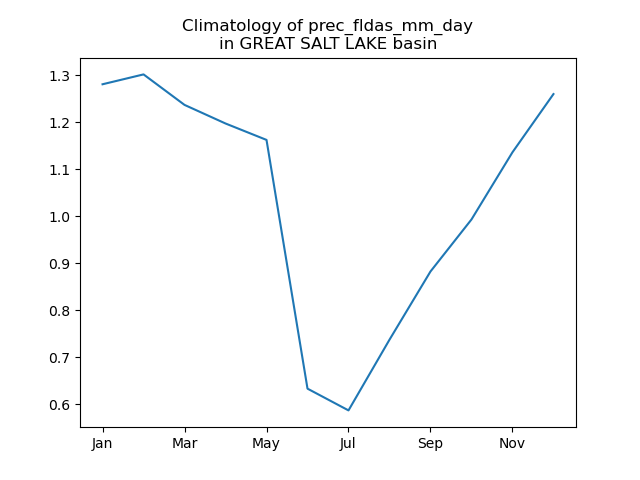 Climatology of prec_fldas_mm_day
in GREAT SALT LAKE basin
1.3
1.2
1.1
1.0
0.9
0.8
0.7
0.6
Jan Mar May Jul Sep Nov